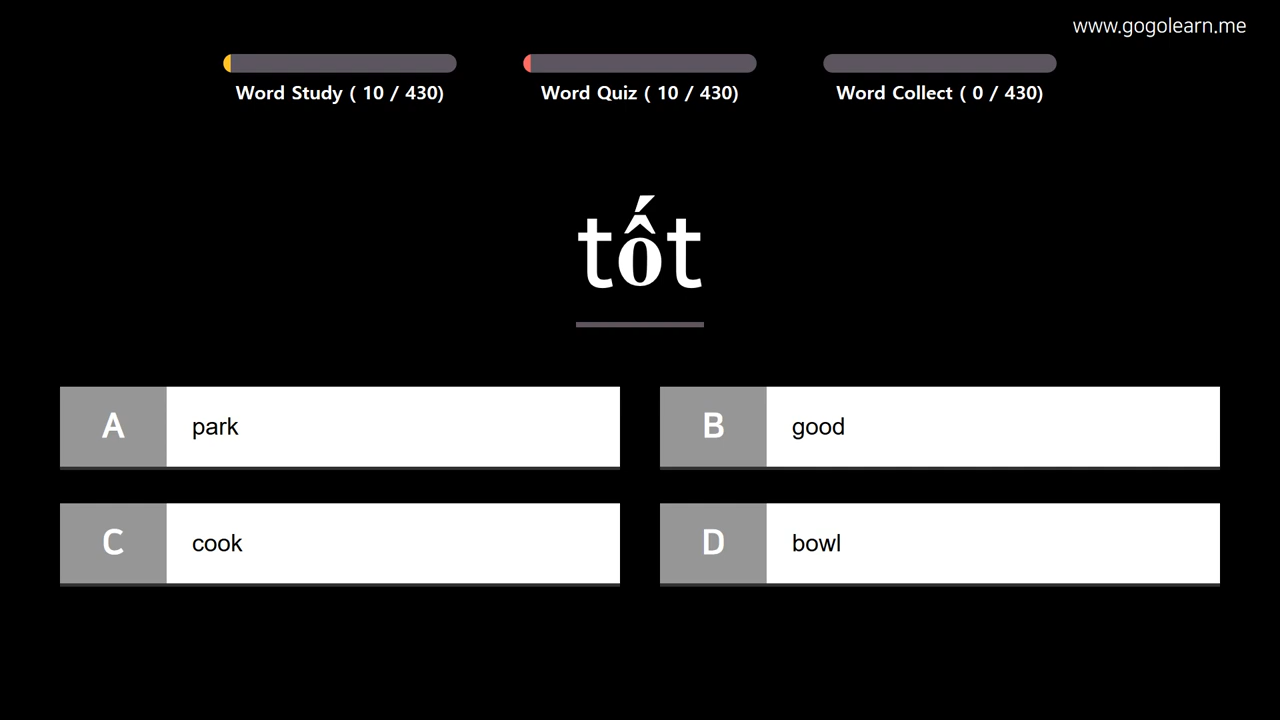 www.gogolearn.me
Word Study ( 10 / 430)
Word Quiz ( 10 / 430)
Word Collect ( 0 / 430)
tốt
A park
B good
C cook
D bowl